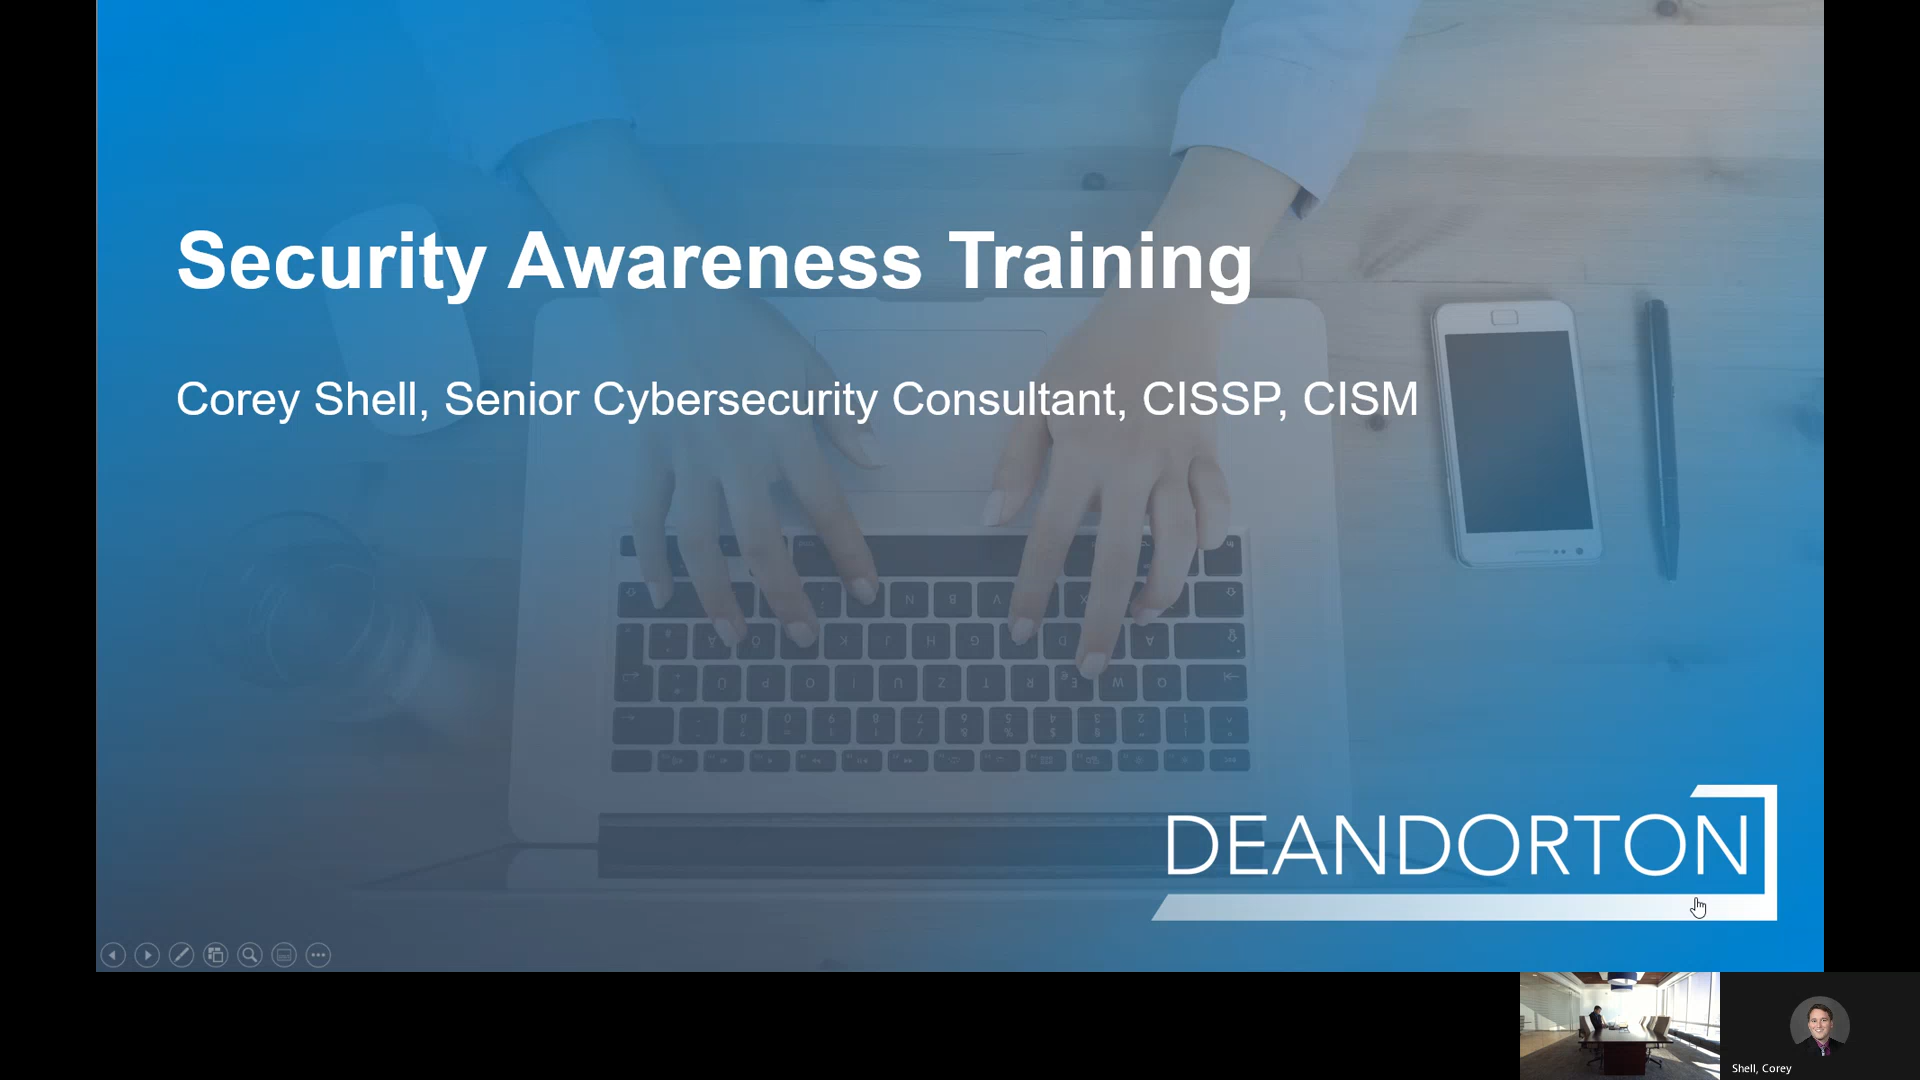 Security Awareness Training
Corey Shell, Senior Cybersecurity Consultant, CISSP, CISM
DEANDORTON
Shell, Corey